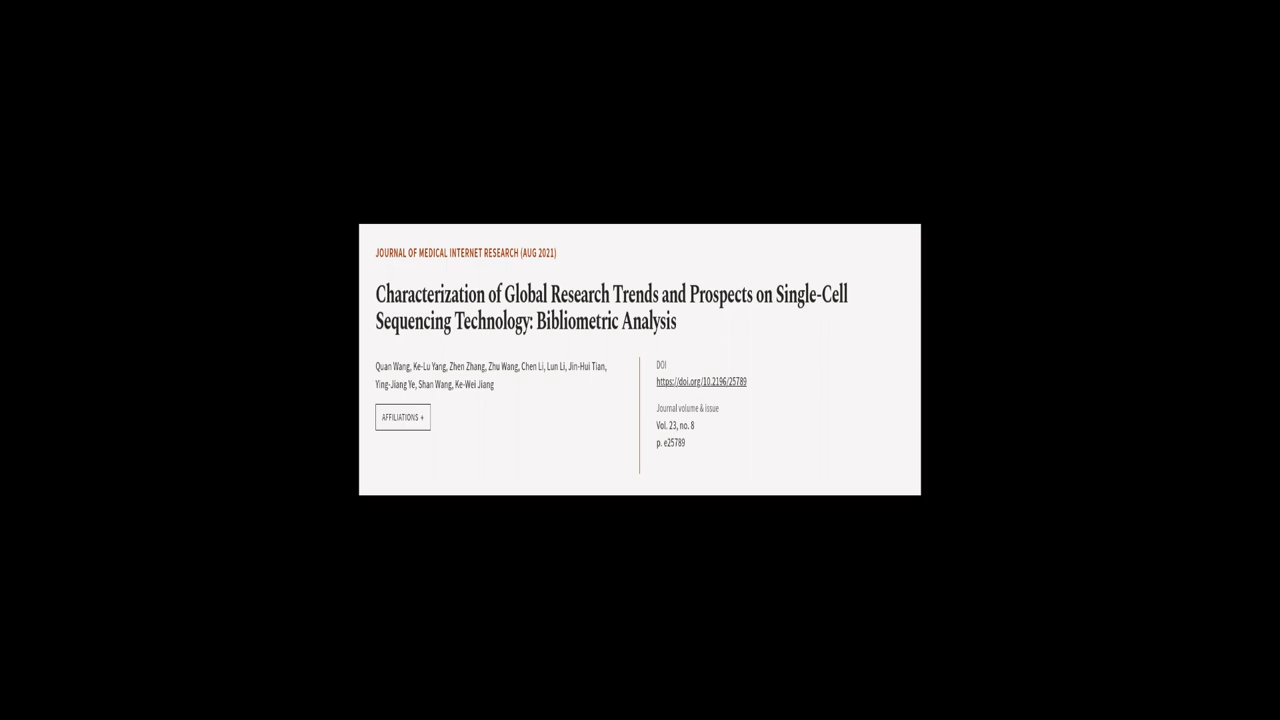 JOURNAL OF MEDICAL INTERNET RESEARCH (AUG 2021)
Characterization of Global Research Trends and Prospects on Single-Cell
Sequencing Technology: Bibliometric Analysis
Quan Wang, Ke-Lu Yang, Zhen Zhang, Zhu Wang, Chen Li, Lun Li, Jin-Hui Tian,
Ying-Jiang Ye, Shan Wang, Ke-Wei Jiang
AFFILIATIONS +
DOI
https://doi.org/10.2196/25789
Journal volume & issue
Vol. 23, no. 8
p. e25789